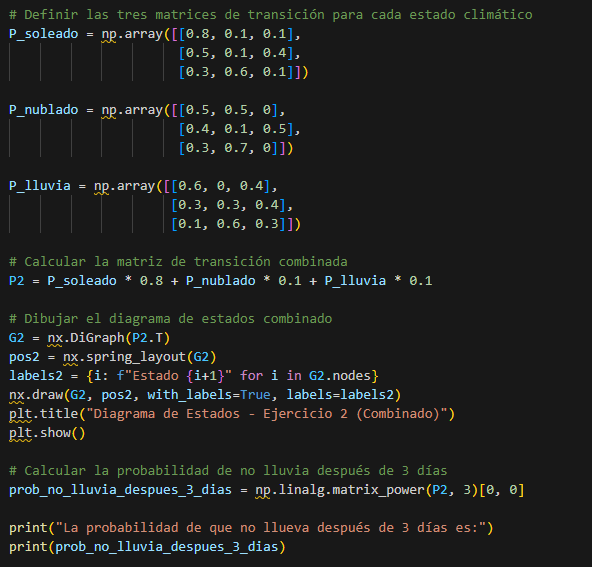 # Definir las tres matrices de transición para cada estado climático
P_soleado = np.array([[0.8, 0.1, 0.1],
[0.5, 0.1, 0.4],
[0.3, 0.6, 0.1]])
P_nublado = np.array([[0.5, 0.5, 0],
[0.4, 0.1, 0.5],
[0.3, 0.7, 0]])
P_lluvia = np.array([[0.6, 0, 0.4],
[0.3, 0.3, 0.4],
[0.1, 0.6, 0.3]])
# Calcular la matriz de transición combinada
P2 = P_soleado * 0.8 + P_nublado * 0.1 + P_lluvia * 0.1
# Dibujar el diagrama de estados combinado
G2 = nx.DiGraph(P2.T)
pos2 = nx.spring_layout(G2)
labels2 = {i: f"Estado {i+1}" for i in G2.nodes}
nx.draw(G2, pos2, with_labels=True, labels=labels2)
plt.title("Diagrama de Estados - Ejercicio 2 (Combinado)")
plt.show()
# Calcular la probabilidad de no lluvia después de 3 días
prob_no_lluvia_despues_3_dias = np.linalg.matrix_power(P2, 3)[0, 0]
print("La probabilidad de que no llueva después de 3 días es:")
print(prob_no_lluvia_despues_3_dias)